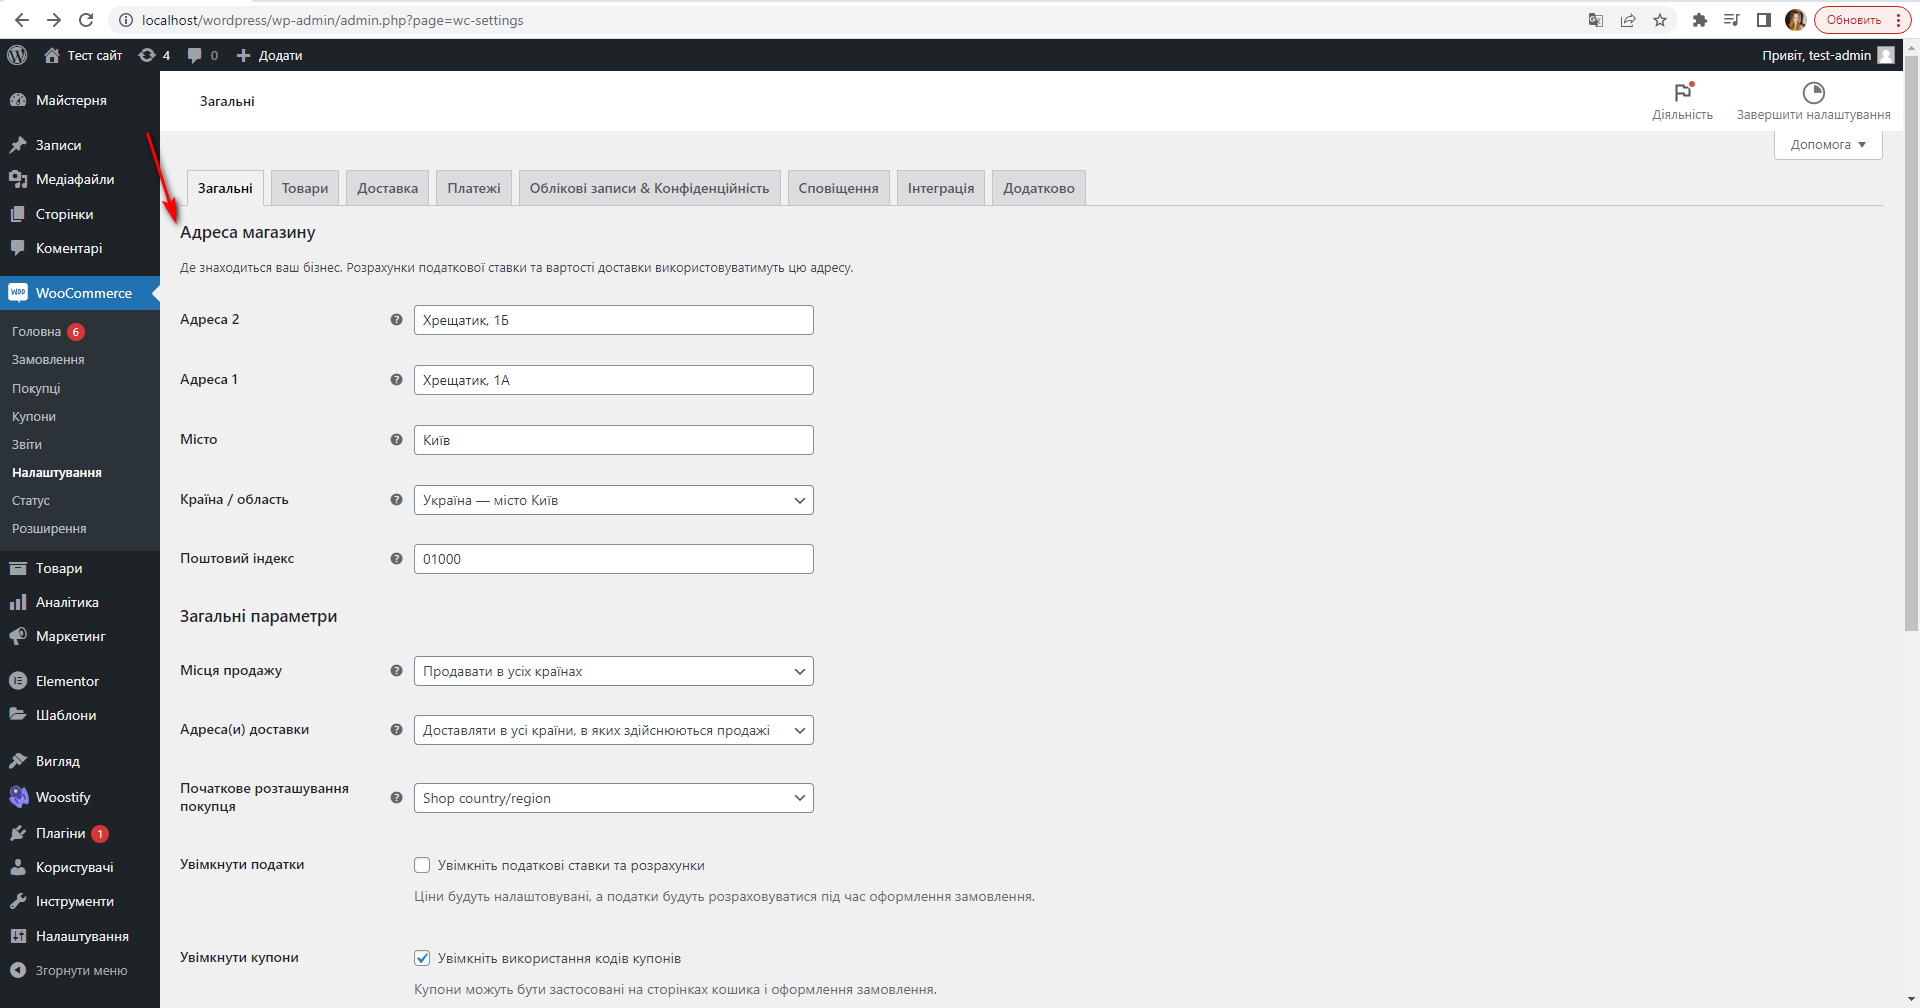 localhost/wordpress/wp-admin/admin.php?page=wc-settings
Обновить
Тест сайт
4
0
Додати
Привіт, test-admin
Майстерня
Записи
Медіафайли
Сторінки
Коментарі
WooCommerce
Головна 6
Замовлення
Покупці
Купони
Звіти
Налаштування
Статус
Розширення
Товари
Аналітика
Маркетинг
Elementor
Шаблони
Вигляд
Woostify
Плагіни 1
Користувачі
Інструменти
Налаштування
Згорнути меню
Загальні
Діяльність
Завершити налаштування
Допомога
Загальні
Товари
Доставка
Платежі
Облікові записи & Конфіденційність
Сповіщення
Інтеграція
Додатково
Адреса магазину
Де знаходиться ваш бізнес. Розрахунки податкової ставки та вартості доставки використовуватимуть цю адресу.
Адреса 2
Хрещатик, 1Б
Адреса 1
Хрещатик, 1А
Місто
Київ
Країна / область
Україна — місто Київ
Поштовий індекс
01000
Загальні параметри
Місця продажу
Продавати в усіх країнах
Адреса(и) доставки
Доставляти в усі країни, в яких здійснюються продажі
Початкове розташування
покупця
Shop country/region
Увімкнути податки
Увімкніть податкові ставки та розрахунки
Ціни будуть налаштовувані, а податки будуть розраховуватися під час оформлення замовлення.
Увімкнути купони
Увімкніть використання кодів купонів
Купони можуть бути застосовані на сторінках кошика і оформлення замовлення.